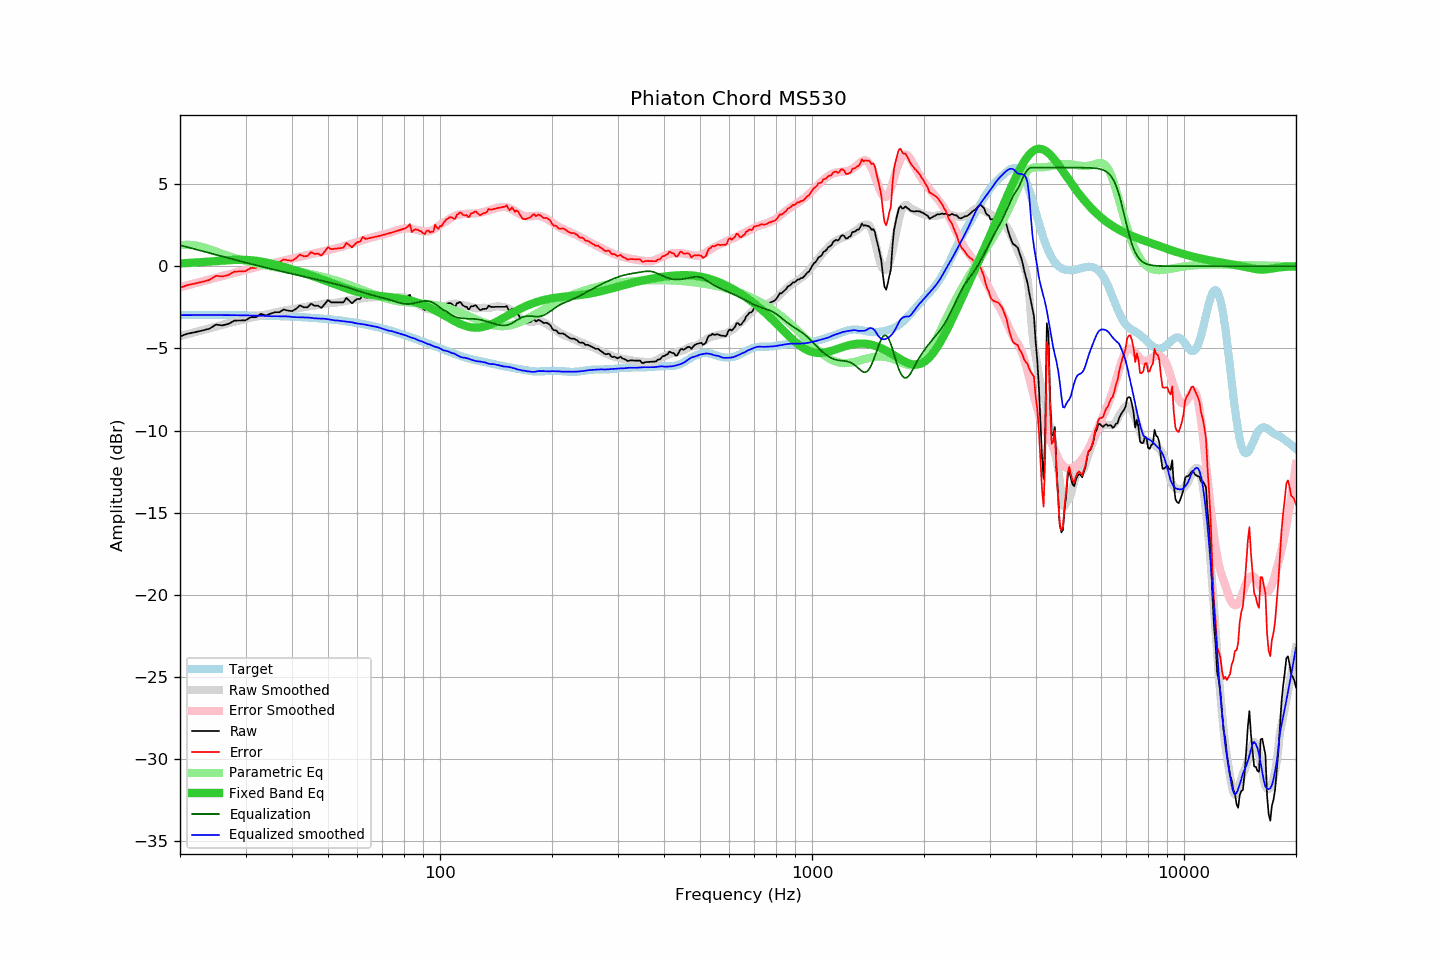 Phiaton Chord MS530
Amplitude (dBr)
5
0
−5
−10
−15
−20
−25
−30
−35
Target
Raw Smoothed
Error Smoothed
Raw
Error
Parametric Eq
Fixed Band Eq
Equalization
Equalized smoothed
100
1000
10000
Frequency (Hz)